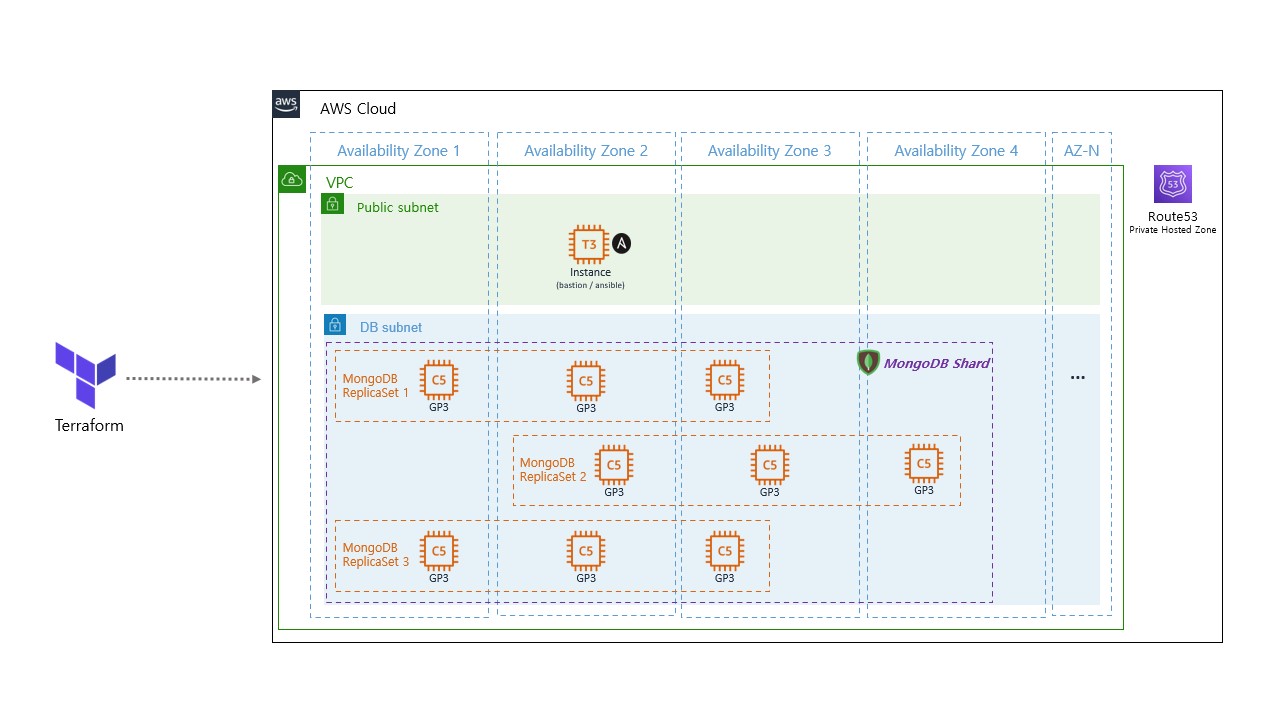 aws
AWS Cloud
Availability Zone 1
Availability Zone 2
Availability Zone 3
Availability Zone 4
AZ-N
VPC
Public subnet
53
Route53
Private Hosted Zone
T3
A
Instance
(bastion / ansible)
DB subnet
MongoDB Shard
MongoDB
ReplicaSet 1
C5
GP3
C5
GP3
C5
GP3
...
Terraform
MongoDB
ReplicaSet 2
C5
GP3
C5
GP3
C5
GP3
MongoDB
ReplicaSet 3
C5
GP3
C5
GP3
C5
GP3